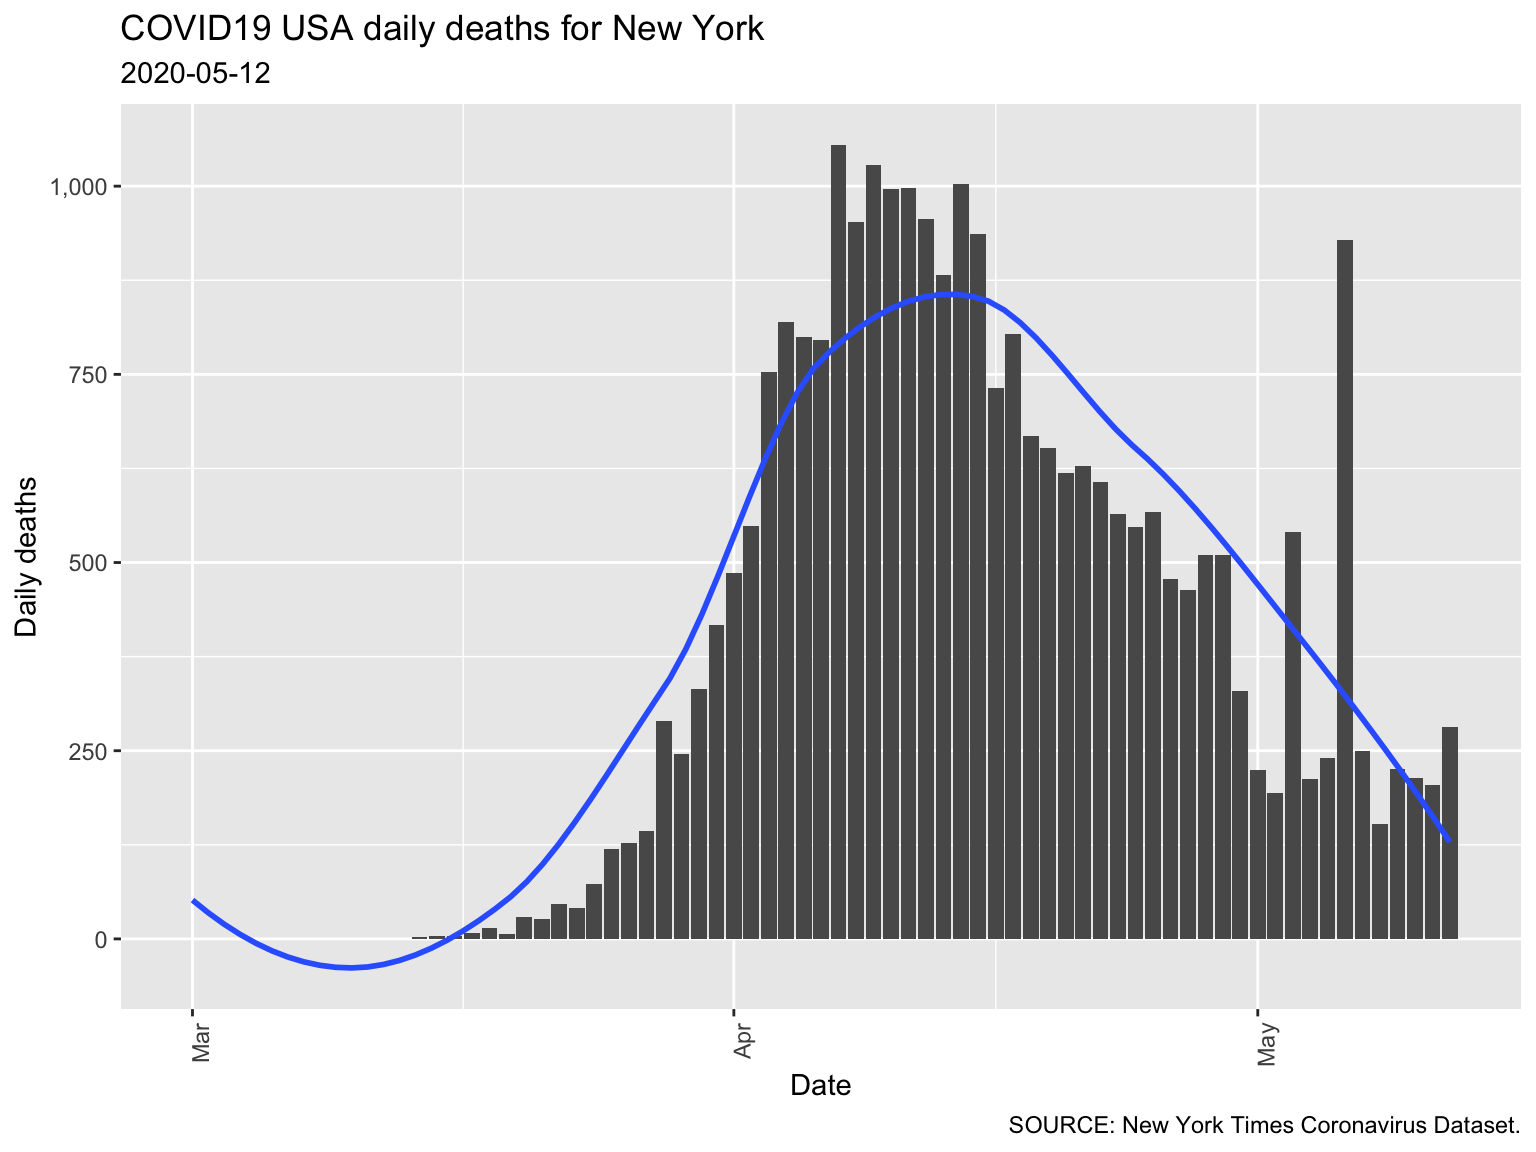 COVID19 USA daily deaths for New York
2020-05-12
Daily deaths
1,000
750
500
250
0
Mar
Apr
May
Date
SOURCE: New York Times Coronavirus Dataset.